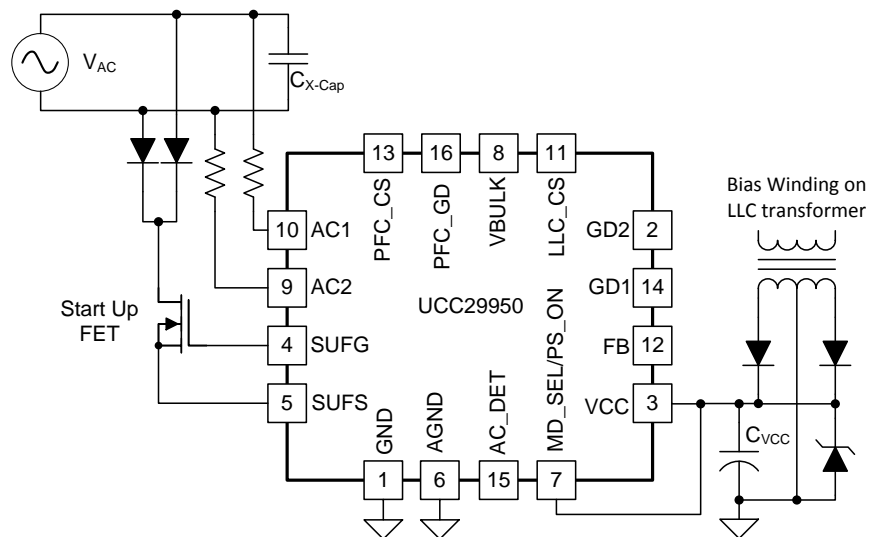 V_AC
C_X-Cap
13
16
8
11
PFC_CS
PFC_GD
VBULK
LLC_CS
Bias Winding on
LLC transformer
10
AC1
GD2
2
9
AC2
UCC29950
GD1
14
Start Up
FET
4
SUFG
FB
12
5
SUFS
VCC
3
GND
AGND
AC_DET
MD_SEL/PS_ON
C_VCC
1
6
15
7